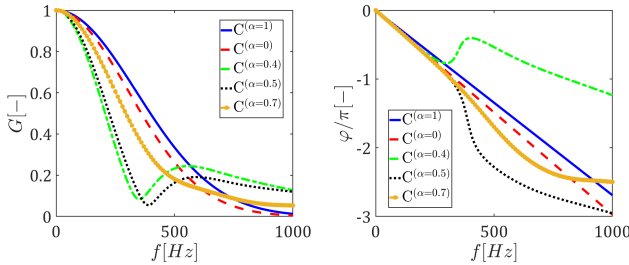 1
0.8
0.6
0.4
0.2
0
G[−]
0
500
1000
f[Hz]
C(α=1)
C(α=0)
C(α=0.4)
C(α=0.5)
C(α=0.7)
0
-1
-2
-3
φ/π[−]
0
500
1000
f[Hz]
C(α=1)
C(α=0)
C(α=0.4)
C(α=0.5)
C(α=0.7)